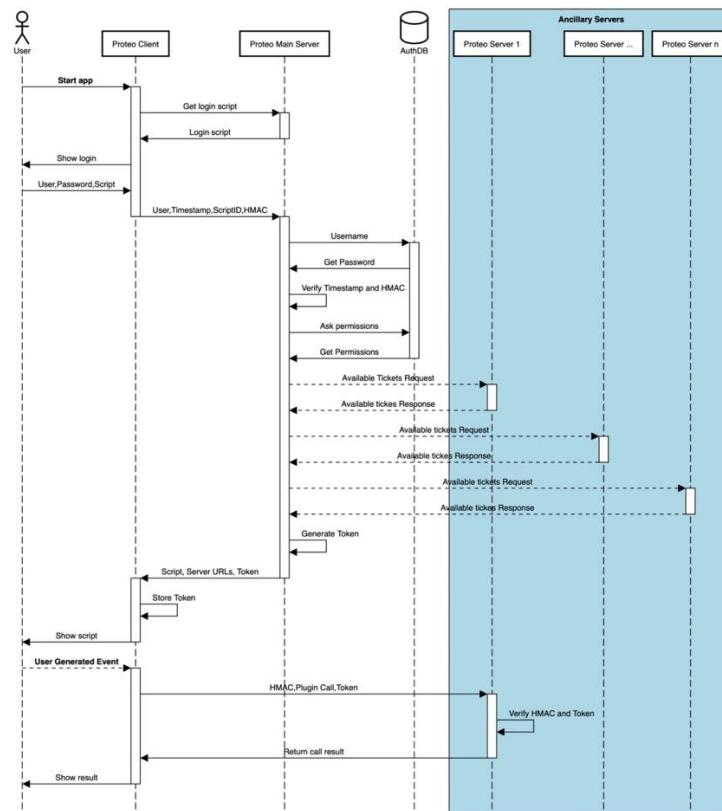 Ancillary Servers
User
Proteo Client
Proteo Main Server
AuthDB
Proteo Server 1
Proteo Server ...
Proteo Server n
Start app
Get login script
Login script
Show login
User,Password,Script
User,Timestamp,ScriptID,HMAC
Username
Get Password
Verify Timestamp and HMAC
Ask permissions
Get Permissions
Available Tickets Request
Available tickes Response
Available tickets Request
Available tickes Response
Available tickets Request
Available tickes Response
Generate Token
Script, Server URLs, Token
Store Token
Show script
User Generated Event
HMAC,Plugin Call,Token
Verify HMAC and Token
Return call result
Show result